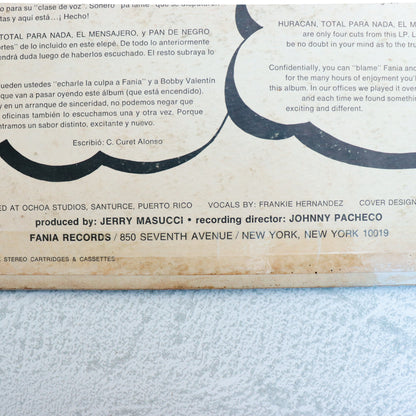 para su "clase de voz". Sonero
tas y aquí está...¡ Hecho!
TOTAL PARA NADA, EL MENSAJERO, y PAN DE NEGRO,
ortes" de lo incluido en este elepé. De todo lo anteriormente
endrá duda luego de haberlos escuchado. El resto subraya lo
ueden ustedes "echarle la culpa a Fania" y a Bobby Valentin
que van a pasar oyendo este álbum (que está encendido).
y en un arranque de sinceridad, no podemos negar que
oficinas también lo escuchamos una y otra vez. Porque
ntramos un sabor distinto, excitante y nuevo.
Escribió: C. Curet Alonso
HURACAN, TOTAL PARA NADA, EL M
are only four cuts from this LP. L
be no doubt in your mind as to the tru
Confidentially, you can "blame" Fania and
for the many hours of enjoyment you'
this album. In our offices we played it over
and each time we found somethin
exciting and different.
ED AT OCHOA STUDIOS, SANTURCE, PUERTO RICO VOCALS BY: FRANKIE HERNANDEZ COVER DESIGN
produced by: JERRY MASUCCI • recording director: JOHNNY PACHECO
FANIA RECORDS / 850 SEVENTH AVENUE / NEW YORK, NEW YORK 10019
STEREO CARTRIDGES & CASSETTES